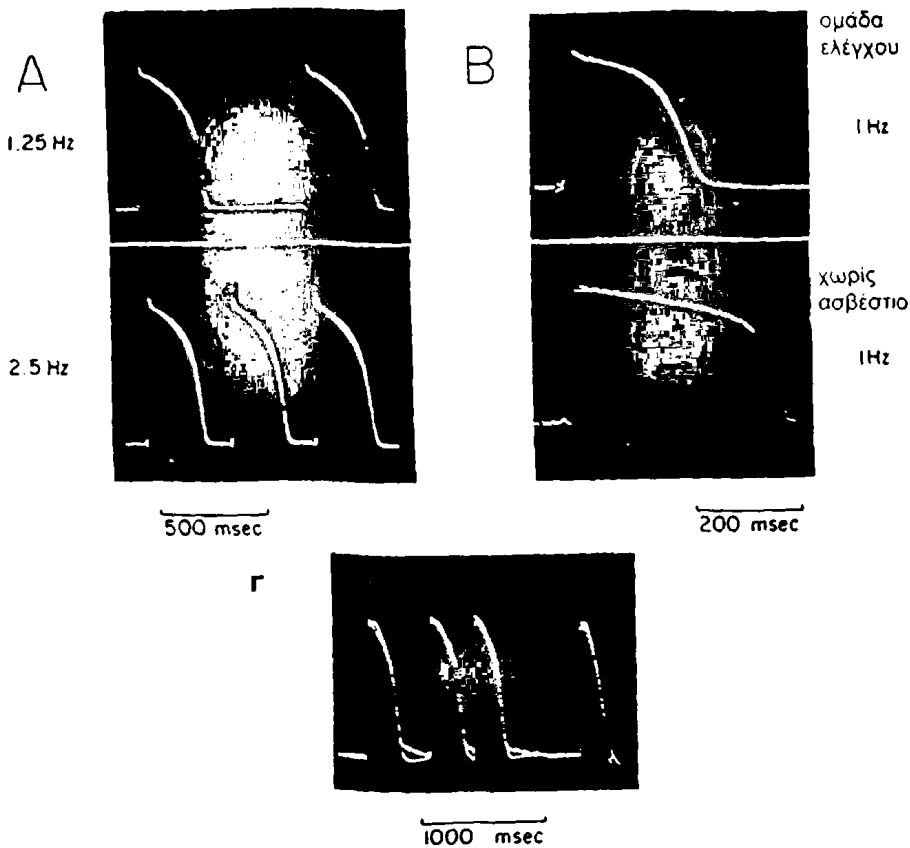 A
1.25 Hz
2.5 Hz
500 msec
B
ομάδα
ελέγχου
1 Hz
χωρίς
ασβέστιο
1 Hz
200 msec
Γ
1000 msec